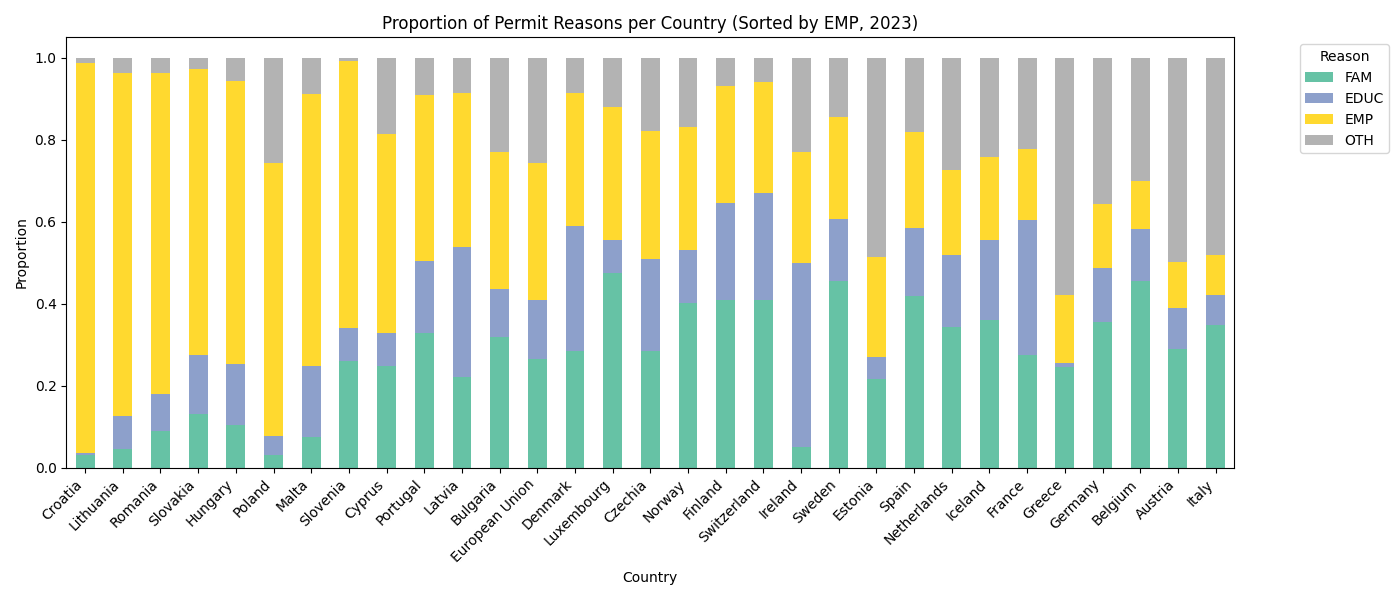 Proportion of Permit Reasons per Country (Sorted by EMP, 2023)
Reason
FAM
EDUC
EMP
OTH
Proportion
1.0
0.8
0.6
0.4
0.2
0.0
Croatia
Lithuania
Romania
Slovakia
Hungary
Poland
Malta
Slovenia
Cyprus
Portugal
Latvia
Bulgaria
European Union
Denmark
Luxembourg
Czechia
Norway
Finland
Switzerland
Ireland
Sweden
Estonia
Spain
Netherlands
Iceland
France
Greece
Germany
Belgium
Austria
Italy
Country